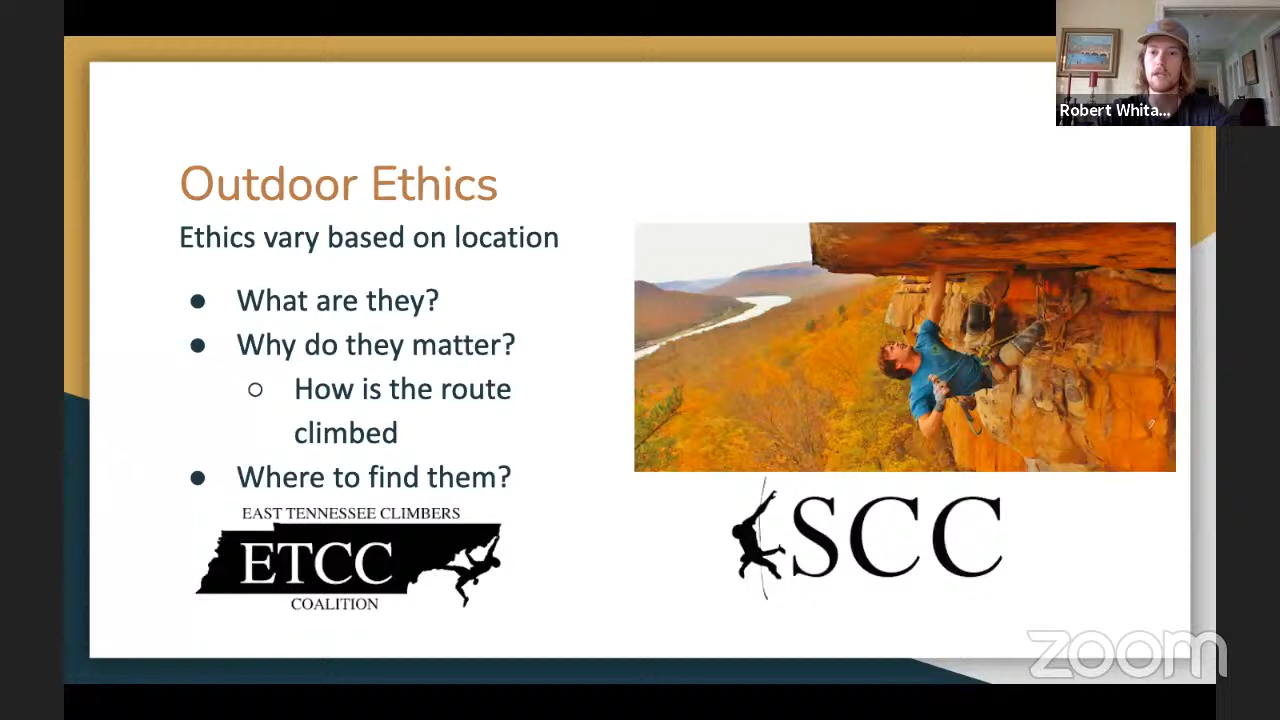 Robert Whita...
Outdoor Ethics
Ethics vary based on location
● What are they?
● Why do they matter?
○ How is the route
climbed
● Where to find them?
EAST TENNESSEE CLIMBERS
ETCC
COALITION
SCC
zoom